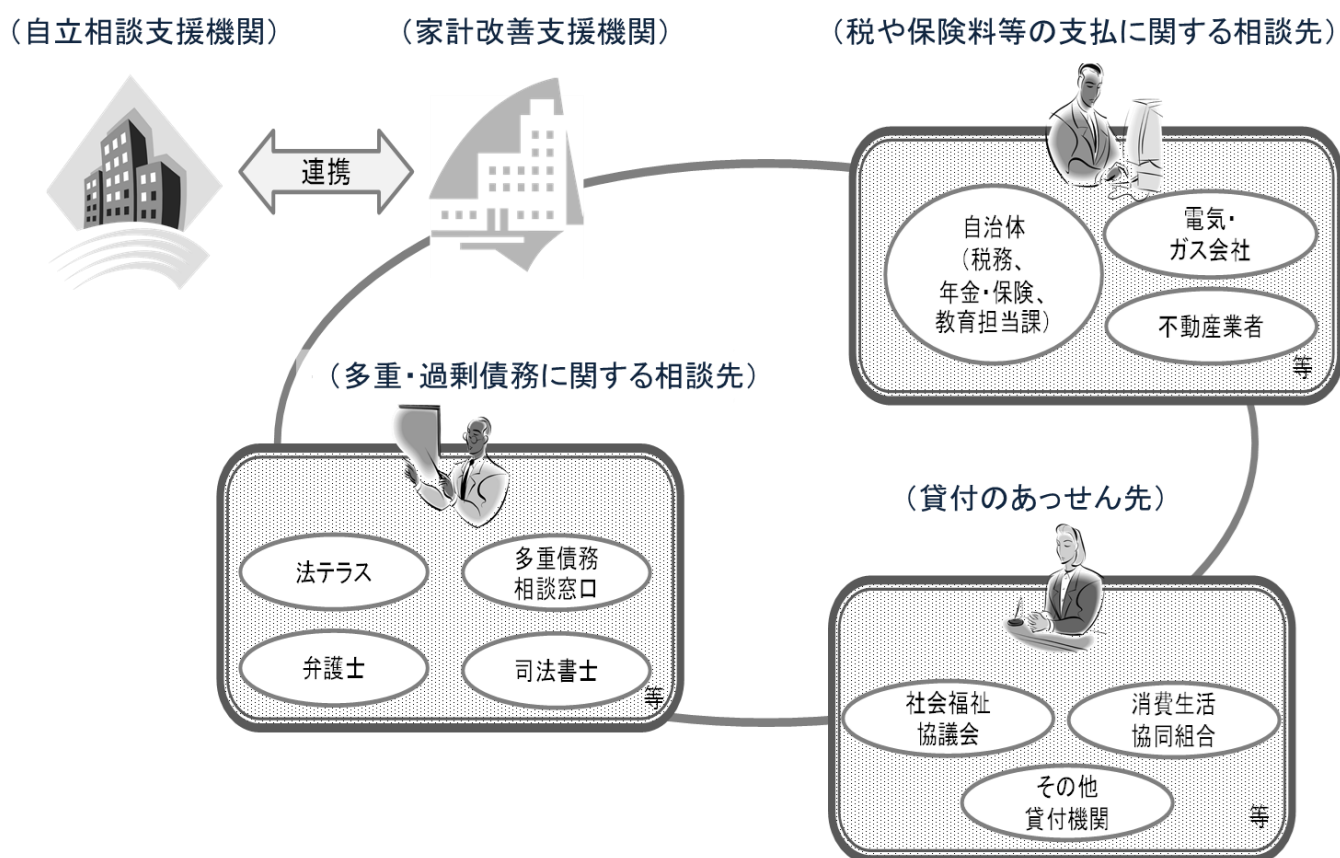 （自立相談支援機関）
（家計改善支援機関）
（税や保険料等の支払に関する相談先）
連携
自治体
（税務、
年金・保険、
教育担当課）
電気・
ガス会社
不動産業者
等
（多重・過剰債務に関する相談先）
法テラス
多重債務
相談窓口
弁護士
司法書士
等
（貸付のあっせん先）
社会福祉
協議会
消費生活
協同組合
その他
貸付機関
等